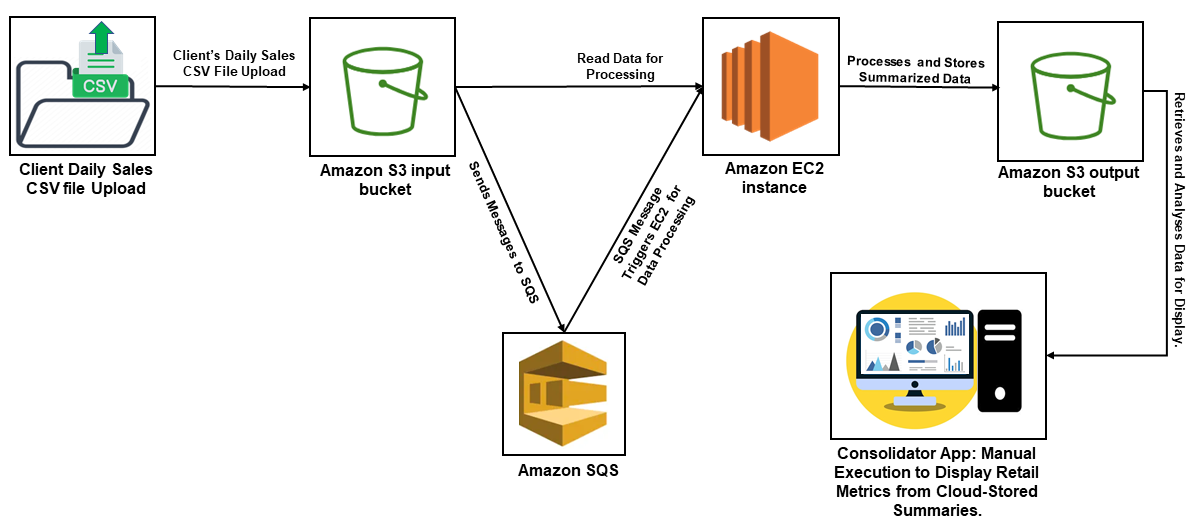 Client's Daily Sales
CSV File Upload
CSV
Client Daily Sales
CSV file Upload
Amazon S3 input
bucket
Read Data for
Processing
Sends Messages to SQS
SQS Message
Triggers EC2 for
Data Processing
Amazon SQS
Amazon EC2
instance
Processes and Stores
Summarized Data
Amazon S3 output
bucket
Retrieves and Analyses Data for Display.
Consolidator App: Manual
Execution to Display Retail
Metrics from Cloud-Stored
Summaries.